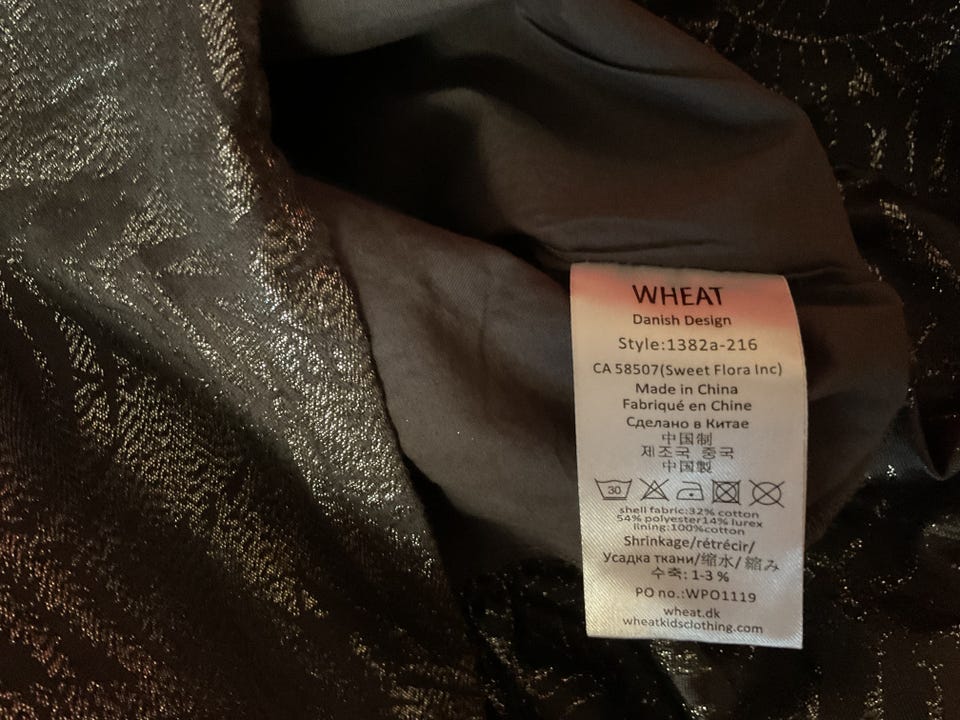 WHEAT
Danish Design
Style:1382a-216
CA 58507(Sweet Flora Inc)
Made in China
Fabriqué en Chine
Сделано в Китае
中国制
제조국 중국
中国製
30
shell fabric:32% cotton
54% polyester14% lurex
lining:100%cotton
Shrinkage/rétrécir/
Усадка ткани/缩水/ 縮み
수축: 1-3 %
PO no.:WPO1119
wheat.dk
wheatkidsclothing.com